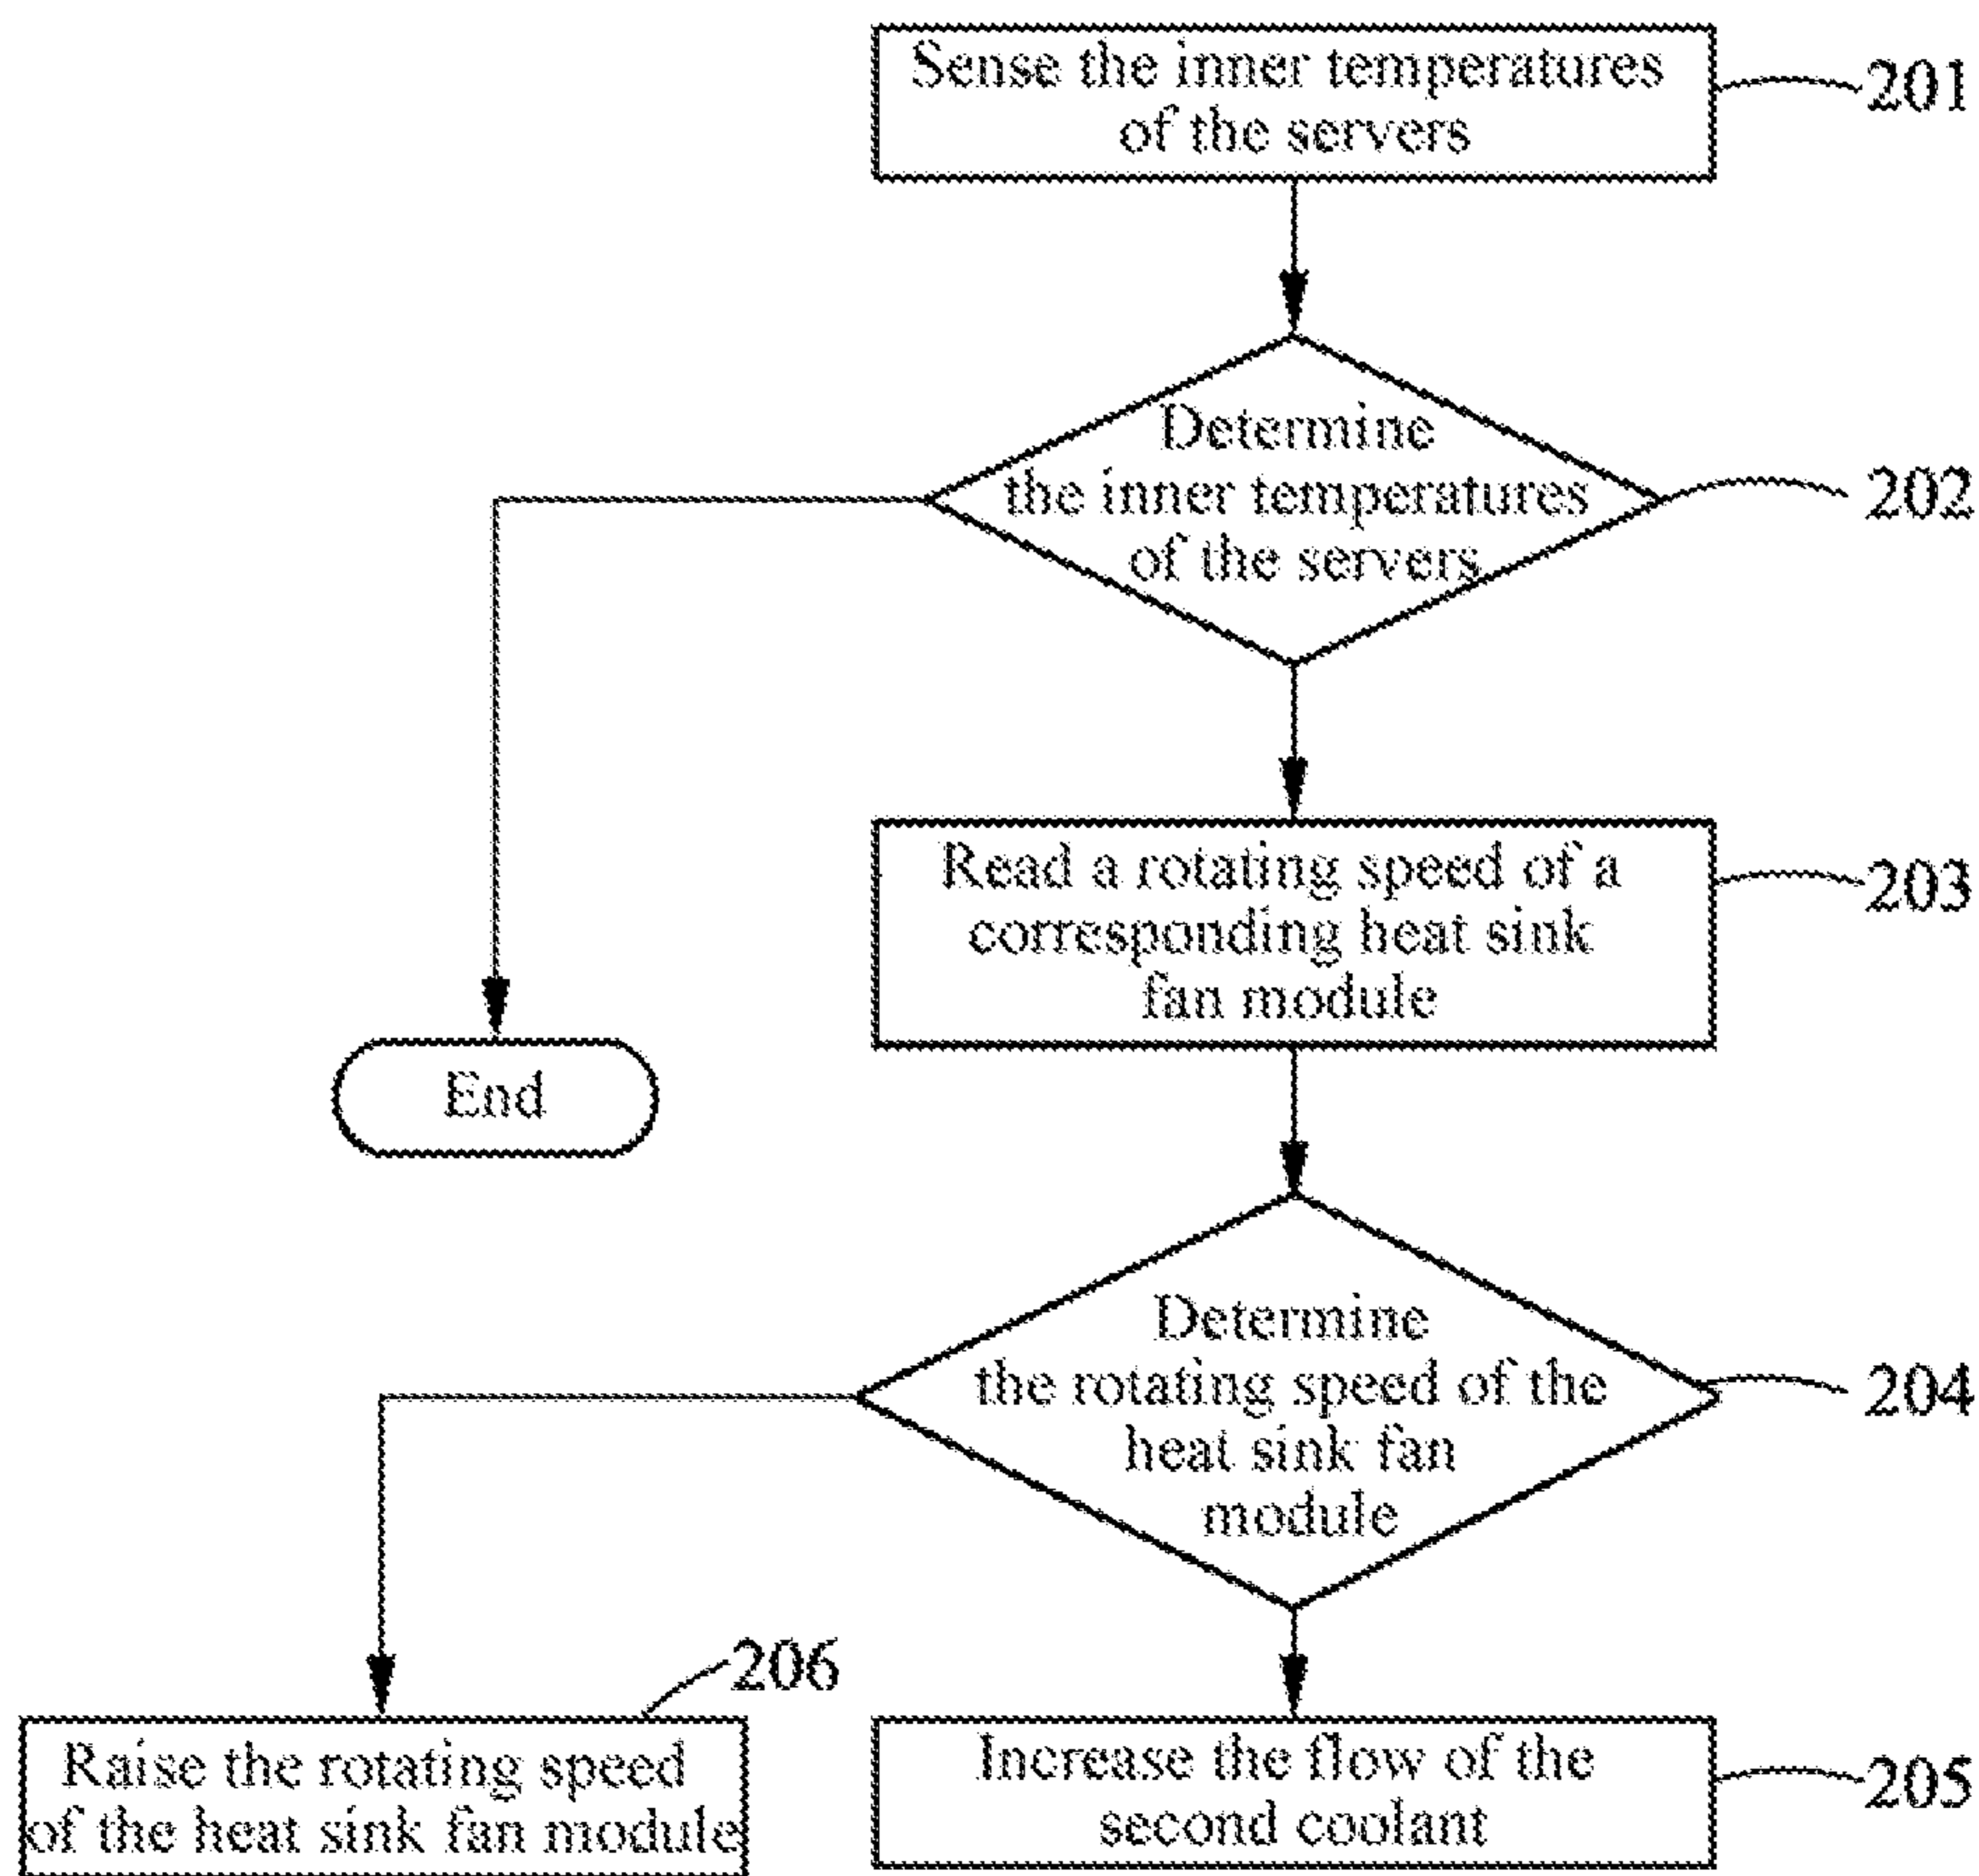 Sense the inner temperatures
of the servers
201
Determine
the inner temperatures
of the servers
202
Read a rotating speed of a
corresponding heat sink
fan module
203
End
Determine
the rotating speed of the
heat sink fan
module
204
206
Raise the rotating speed
of the heat sink fan module
Increase the flow of the
second coolant
205